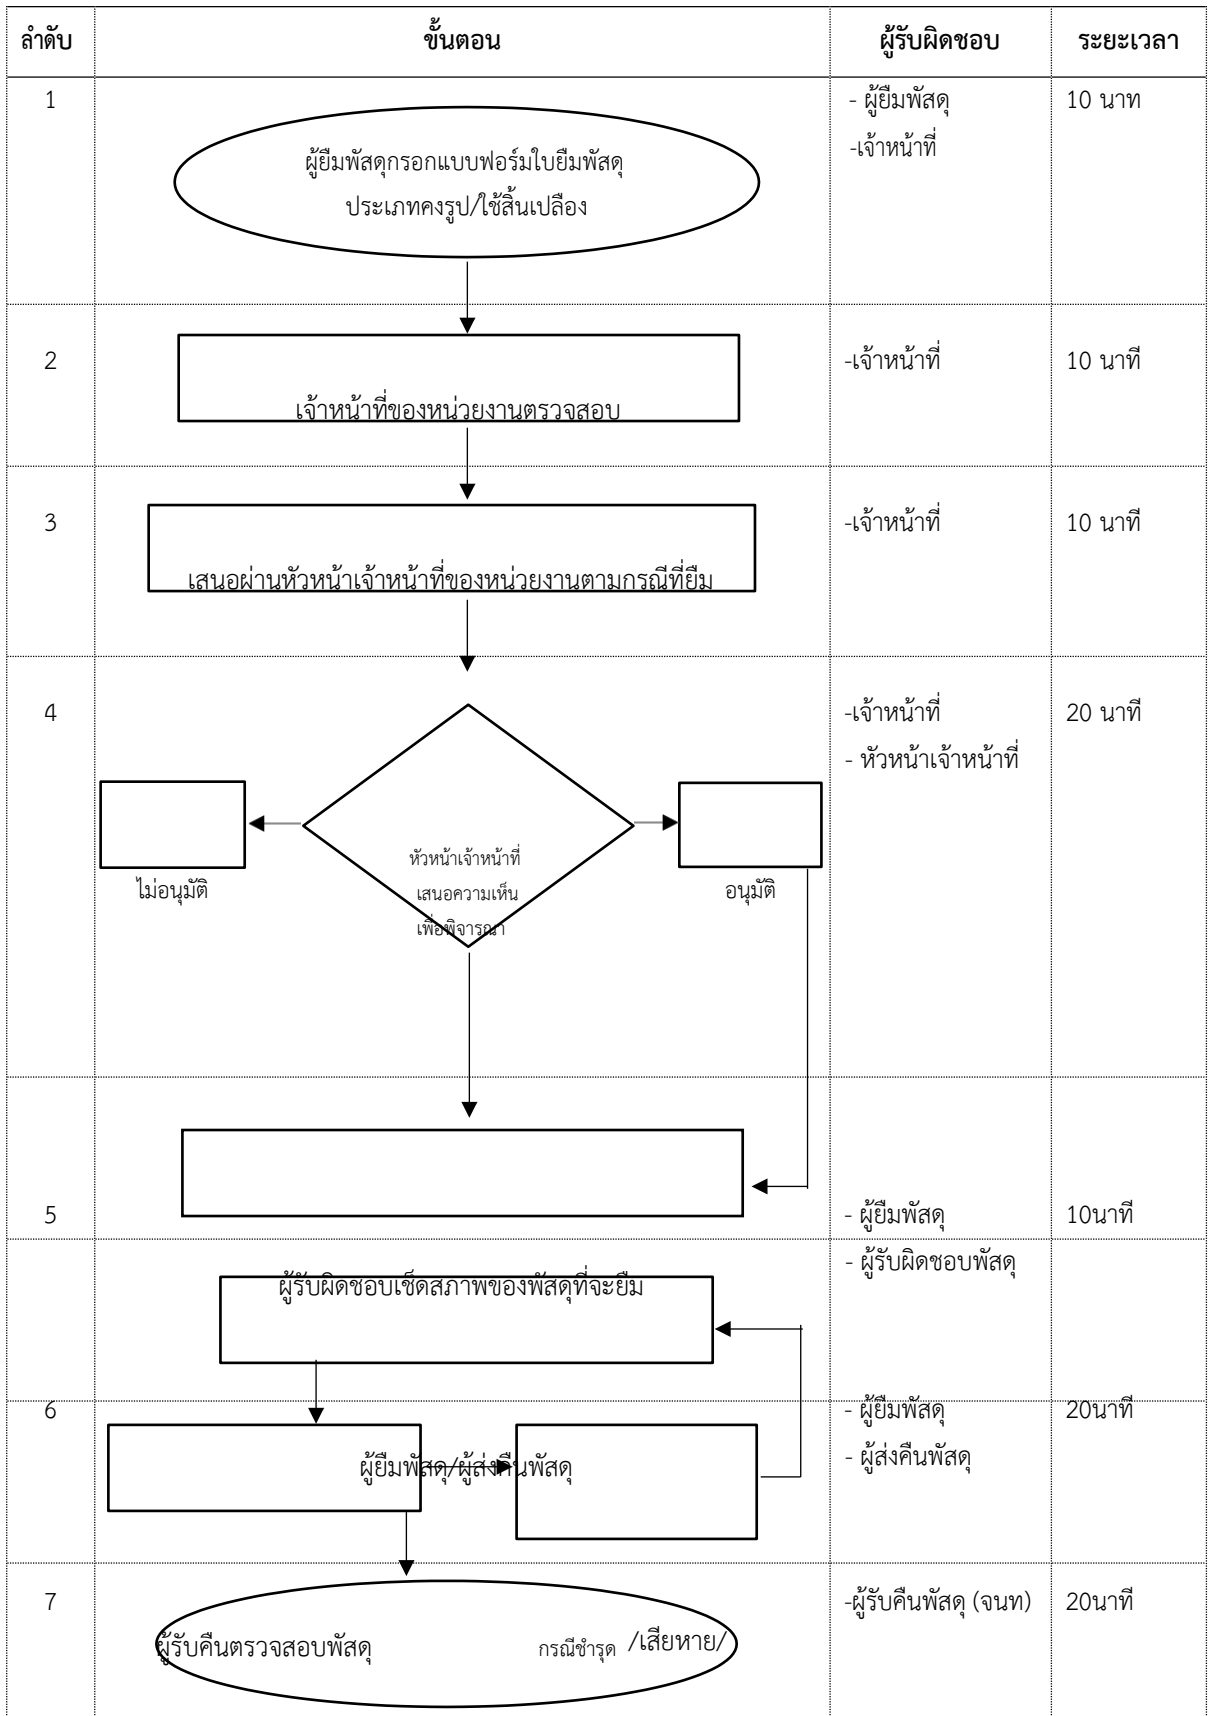 ลำดับ ขั้นตอน ผู้รับผิดชอบ ระยะเวลา
1 - ผู้ยืมพัสดุ 10 นาท
-เจ้าหน้าที่
ผู้ยืมพัสดุกรอกแบบฟอร์มใบยืมพัสดุ
ประเภทคงรูป/ใช้สิ้นเปลือง
2 -เจ้าหน้าที่ 10 นาที
เจ้าหน้าที่ของหน่วยงานตรวจสอบ
3 -เจ้าหน้าที่ 10 นาที
เสนอผ่านหัวหน้าเจ้าหน้าที่ของหน่วยงานตามกรณีที่ยืม
4 -เจ้าหน้าที่ 20 นาที
- หัวหน้าเจ้าหน้าที่
หัวหน้าเจ้าหน้าที่
เสนอความเห็น
เพื่อพิจารณา
ไม่อนุมัติ อนุมัติ
5 - ผู้ยืมพัสดุ 10นาที
- ผู้รับผิดชอบพัสดุ
ผู้รับผิดชอบเช็ดสภาพของพัสดุที่จะยืม
6 - ผู้ยืมพัสดุ 20นาที
- ผู้ส่งคืนพัสดุ
ผู้ยืมพัสดุ/ผู้ส่งคืนพัสดุ
7 -ผู้รับคืนพัสดุ (จนท) 20นาที
ผู้รับคืนตรวจสอบพัสดุ กรณีชำรุด /เสียหาย/